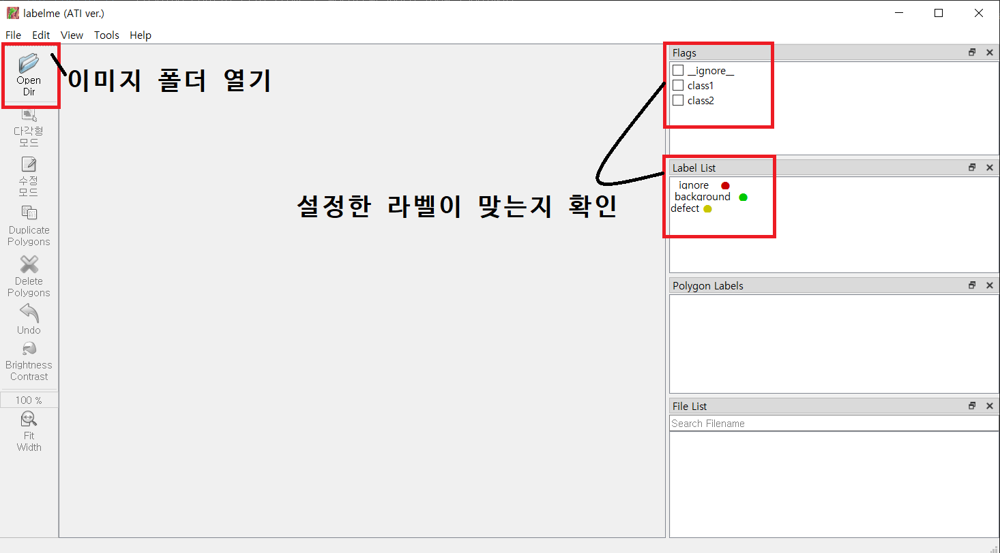 labelme (ATI ver.)
File Edit View Tools Help
Open
Dir
이미지 폴더 열기
다각형
모드
수정
모드
Duplicate
Polygons
Delete
Polygons
Undo
Brightness
Contrast
100 %
Fit
Width
설정한 라벨이 맞는지 확인
Flags
__ignore__
class1
class2
Label List
ignore
background
defect
Polygon Labels
File List
Search Filename